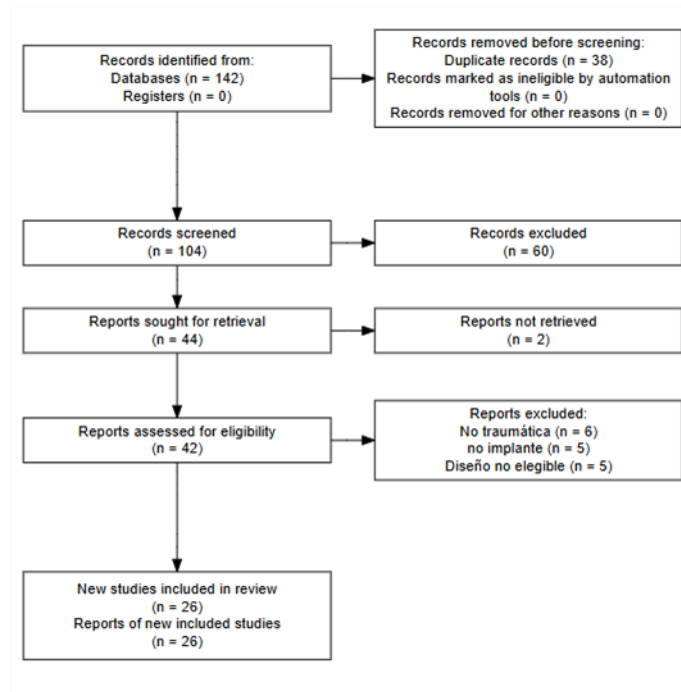 Records identified from:
Databases (n = 142)
Registers (n = 0)
Records removed before screening:
Duplicate records (n = 38)
Records marked as ineligible by automation
tools (n = 0)
Records removed for other reasons (n = 0)
Records screened
(n = 104)
Records excluded
(n = 60)
Reports sought for retrieval
(n = 44)
Reports not retrieved
(n = 2)
Reports assessed for eligibility
(n = 42)
Reports excluded:
No traumática (n = 6)
no implante (n = 5)
Diseño no elegible (n = 5)
New studies included in review
(n = 26)
Reports of new included studies
(n = 26)